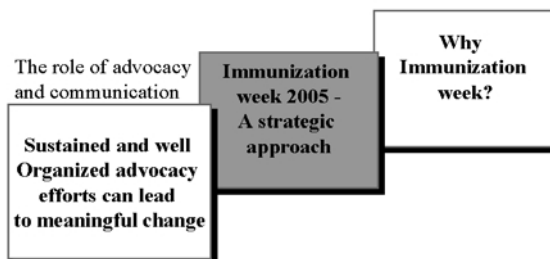 The role of advocacy
and communication
Sustained and well
Organized advocacy
efforts can lead
to meaningful change
Immunization
week 2005 -
A strategic
approach
Why
Immunization
week?